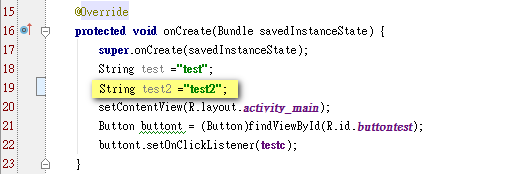 15 @Override
16 protected void onCreate(Bundle savedInstanceState) {
17 super.onCreate(savedInstanceState);
18 String test ="test";
19 String test2 ="test2";
20 setContentView(R.layout.activity_main);
21 Button buttont = (Button)findViewById(R.id.buttontest);
22 buttont.setOnClickListener(testc);
23 }